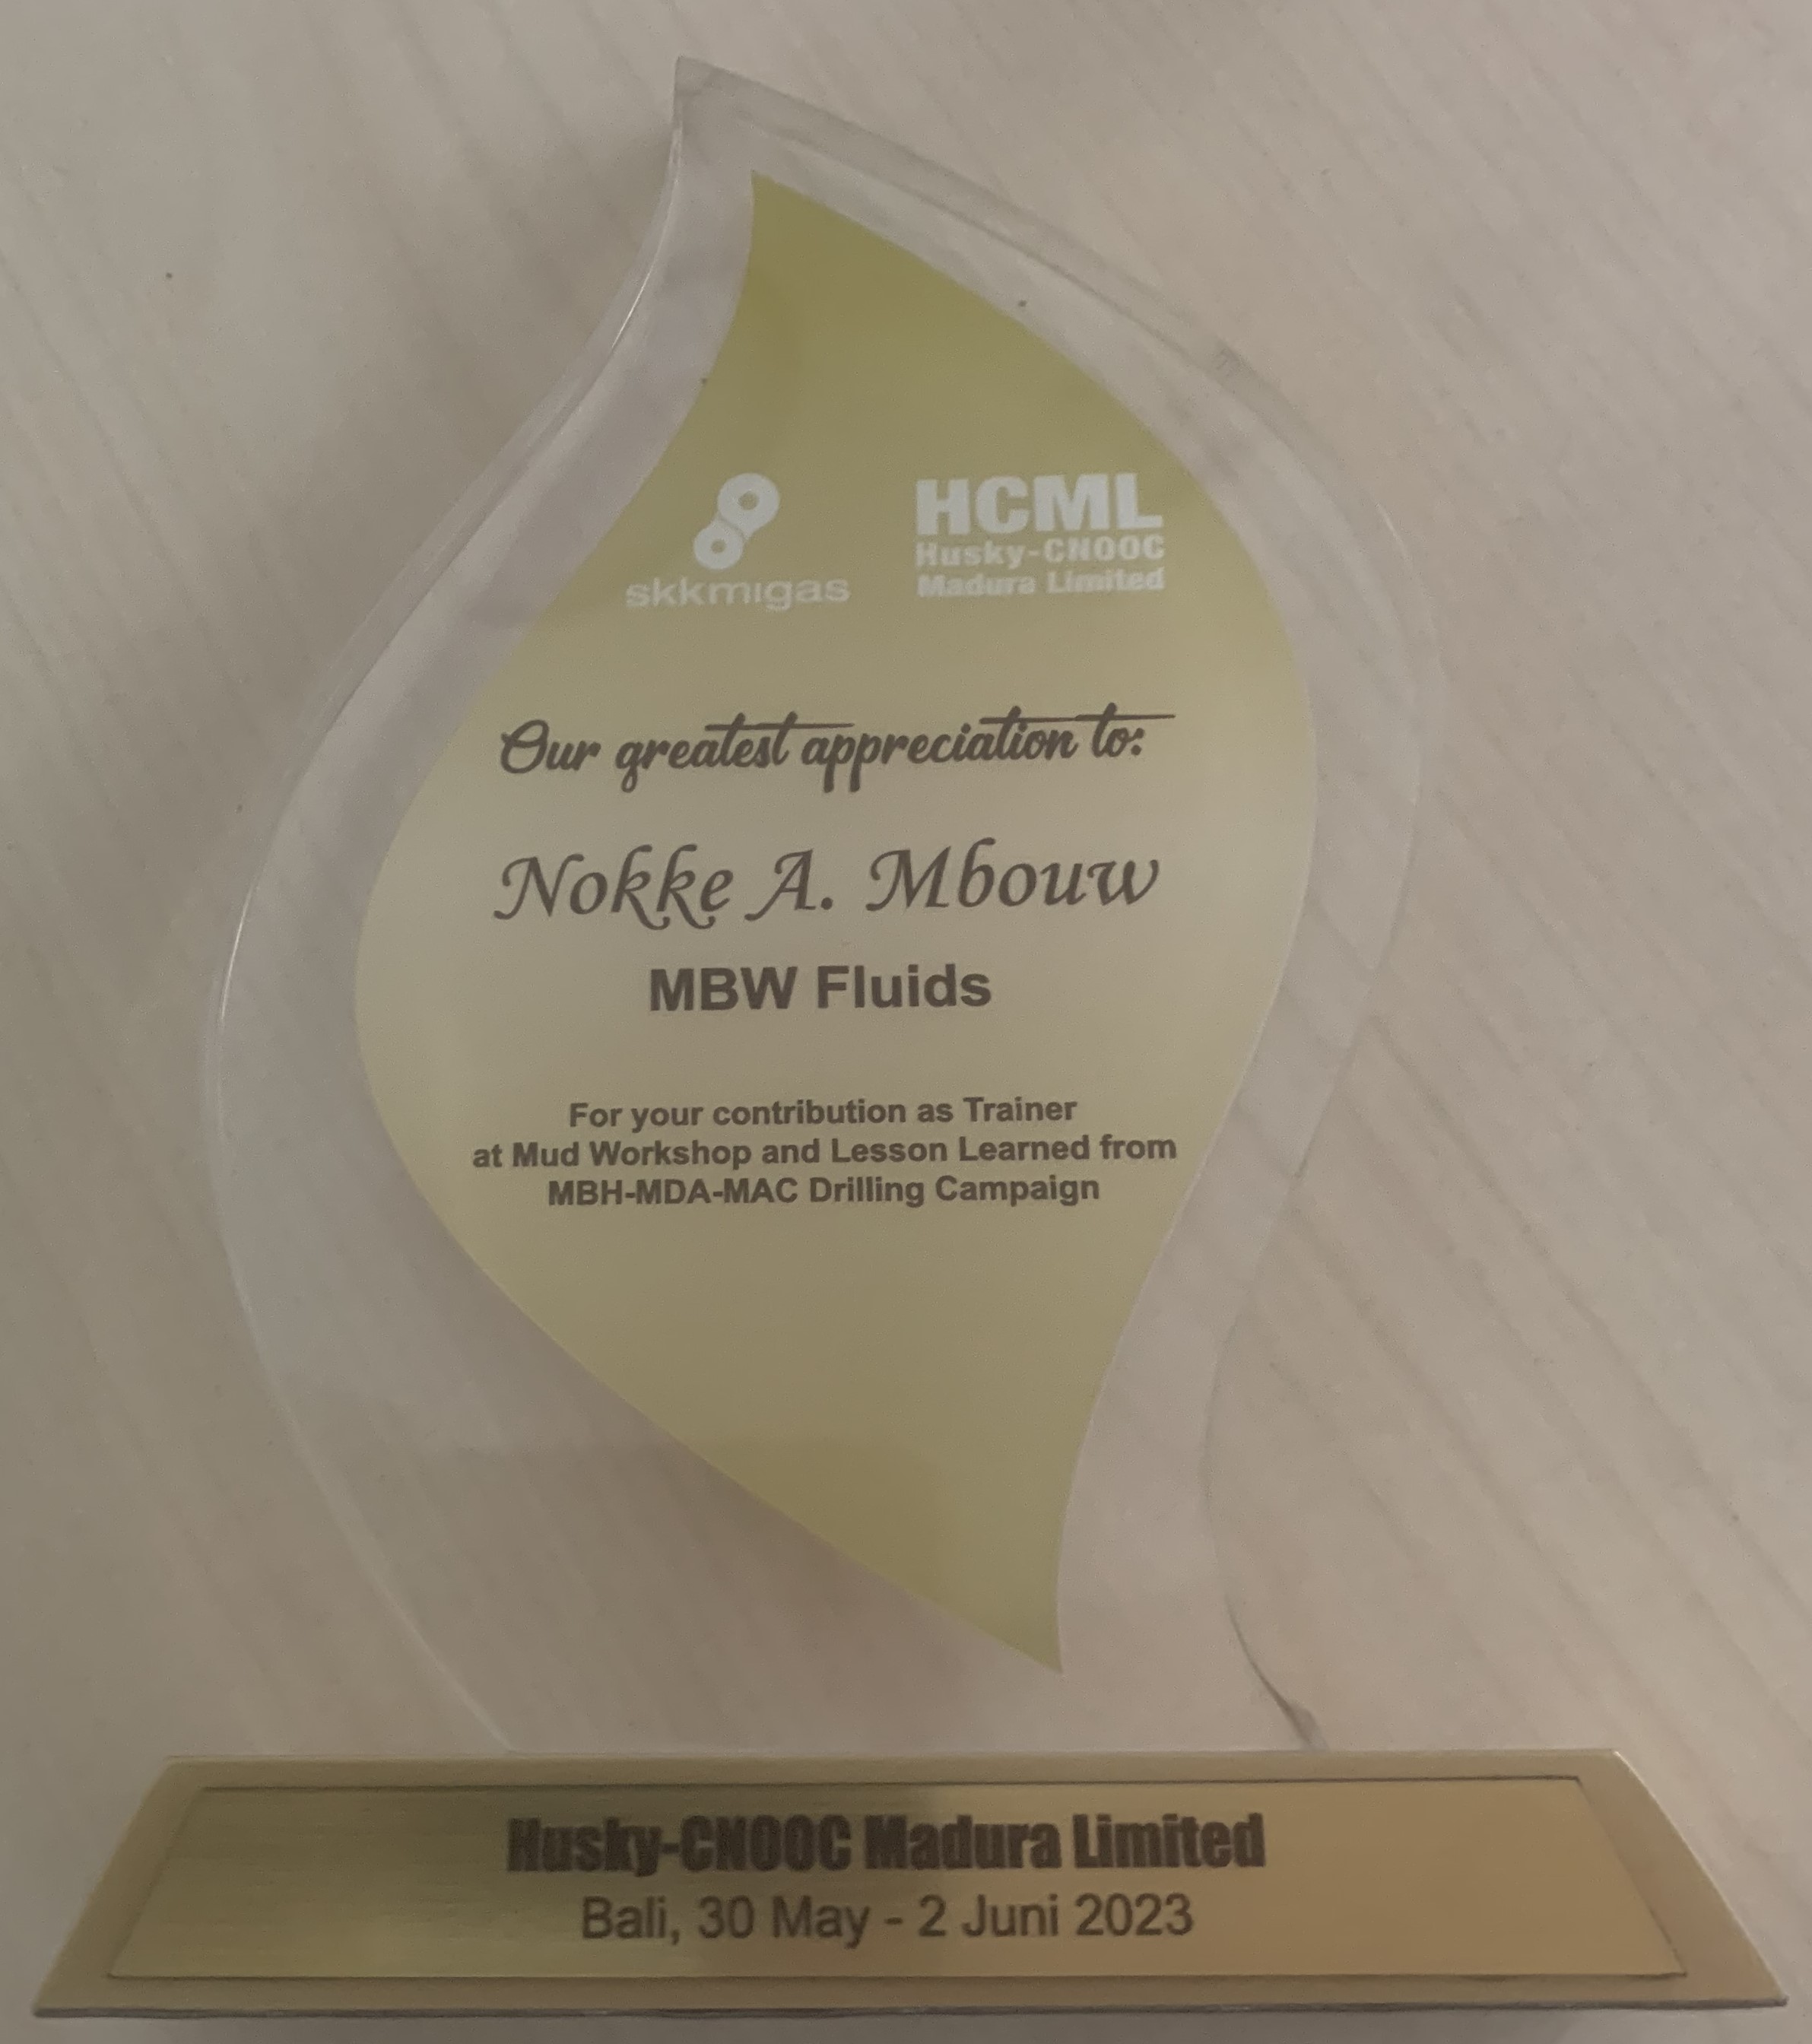 skkmigas
HCML
Husky-CNOOC
Madura Limited
Our greatest appreciation to:
Nokke A. Mbouw
MBW Fluids
For your contribution as Trainer
at Mud Workshop and Lesson Learned from
MBH-MDA-MAC Drilling Campaign
Husky-CNOOC Madura Limited
Bali, 30 May - 2 Juni 2023